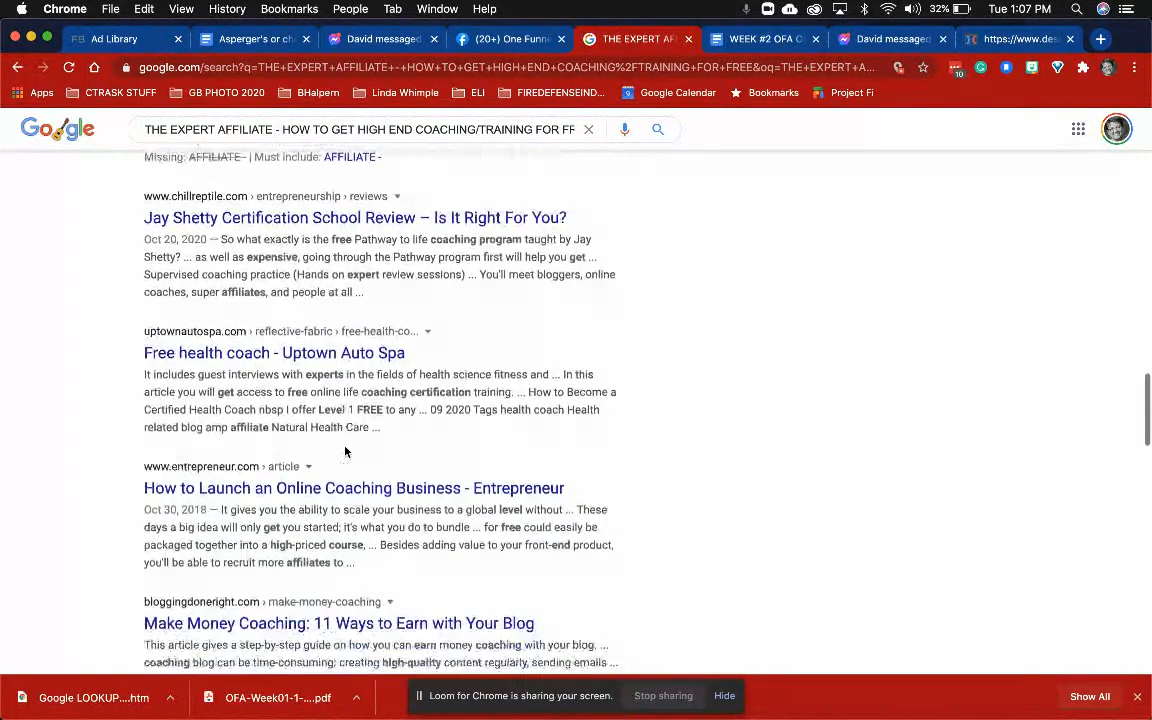 Chrome File Edit View History Bookmarks People Tab Window Help 32% Tue 1:07 PM
FB Ad Library
Asperger's or ch
David messaged
(20+) One Funne
THE EXPERT AF
WEEK #2 OFA O
David messaged
https://www.des
google.com/search?q=THE+EXPERT+AFFILIATE+-+HOW+TO+GET+HIGH+END+COACHING%2FTRAINING+FOR+FREE&oq=THE+EXPERT+A...
10
Apps CTRASK STUFF GB PHOTO 2020 BHalpern Linda Whimple ELI FIREDEFENSEIND... 9 Google Calendar Bookmarks Project Fi
Google THE EXPERT AFFILIATE - HOW TO GET HIGH END COACHING/TRAINING FOR FF
Missing: AFFILIATE- | Must include: AFFILIATE -
www.chillreptile.com › entrepreneurship › reviews
Jay Shetty Certification School Review – Is It Right For You?
Oct 20, 2020 — So what exactly is the free Pathway to life coaching program taught by Jay
Shetty? ... as well as expensive, going through the Pathway program first will help you get ...
Supervised coaching practice (Hands on expert review sessions) ... You'll meet bloggers, online
coaches, super affiliates, and people at all ...
uptownautospa.com › reflective-fabric › free-health-co...
Free health coach - Uptown Auto Spa
It includes guest interviews with experts in the fields of health science fitness and ... In this
article you will get access to free online life coaching certification training. ... How to Become a
Certified Health Coach nbsp I offer Level 1 FREE to any ... 09 2020 Tags health coach Health
related blog amp affiliate Natural Health Care ...
www.entrepreneur.com › article
How to Launch an Online Coaching Business - Entrepreneur
Oct 30, 2018 — It gives you the ability to scale your business to a global level without ... These
days a big idea will only get you started; it's what you do to bundle ... for free could easily be
packaged together into a high-priced course, ... Besides adding value to your front-end product,
you'll be able to recruit more affiliates to ...
bloggingdoneright.com › make-money-coaching
Make Money Coaching: 11 Ways to Earn with Your Blog
This article gives a step-by-step guide on how you can earn money coaching with your blog. ...
coaching blog can be time-consuming; creating high-quality content regularly, sending emails ...
Google LOOKUP....htm
OFA-Week01-1-....pdf
Loom for Chrome is sharing your screen. Stop sharing Hide
Show All